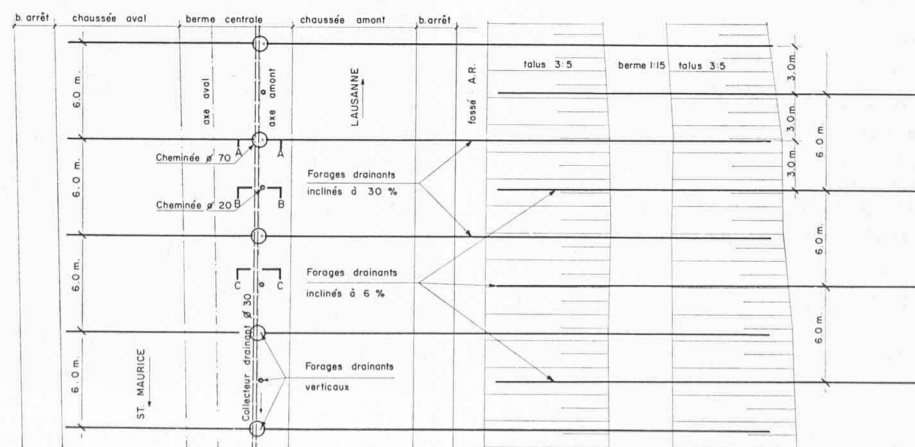 b. arrêt
chaussée aval
berme centrale
chaussée amont
b. arrêt
6.0 m.
axe aval
axe amont
LAUSANNE
fossé A.R.
talus 3:5
berme 1:15
talus 3:5
3.0 m
3.0 m
3.0 m
6.0 m.
A
A
Cheminée ø 70
6.0 m.
Cheminée ø 20
B
B
Forages drainants
inclinés à 30 %
6.0 m.
C
C
Forages drainants
inclinés à 6 %
6.0 m.
6.0 m.
6.0 m.
ST. MAURICE
Collecteur drainant ø 30
Forages drainants
verticaux